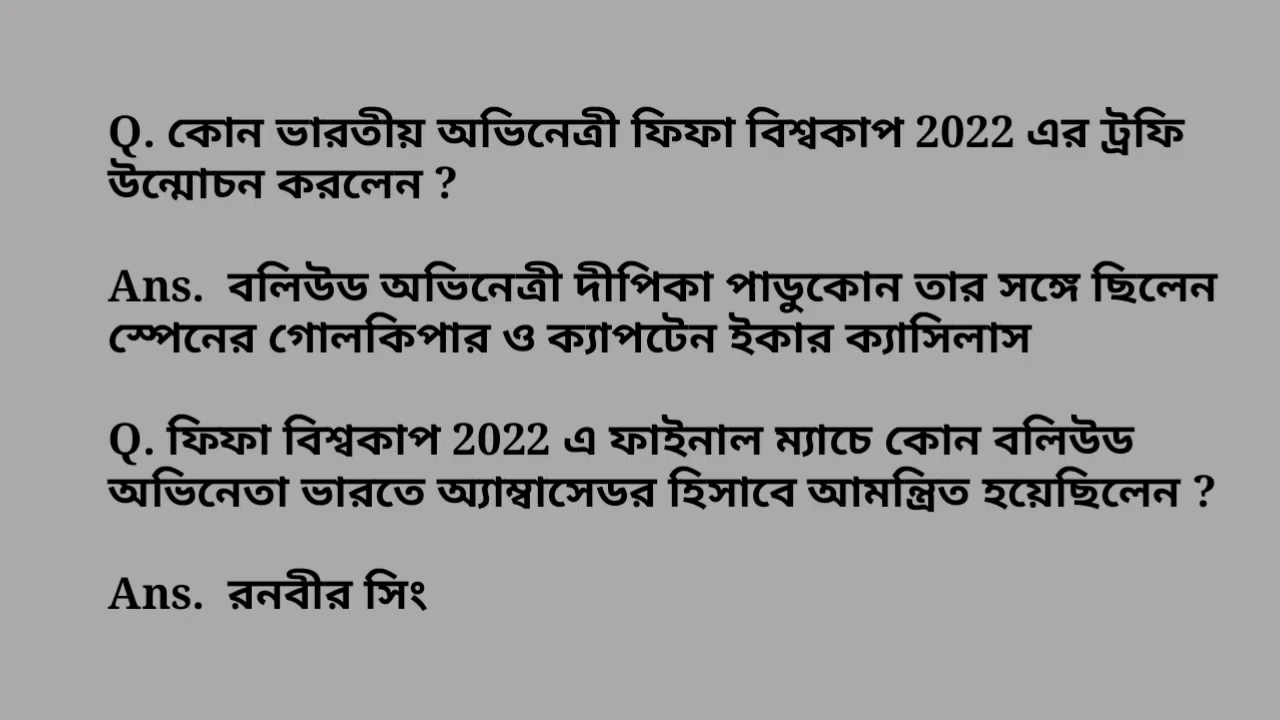 Q. কোন ভারতীয় অভিনেত্রী ফিফা বিশ্বকাপ 2022 এর ট্রফি
উন্মোচন করলেন ?
Ans. বলিউড অভিনেত্রী দীপিকা পাডুকোন তার সঙ্গে ছিলেন
স্পেনের গোলকিপার ও ক্যাপটেন ইকার ক্যাসিলাস
Q. ফিফা বিশ্বকাপ 2022 এ ফাইনাল ম্যাচে কোন বলিউড
অভিনেতা ভারতে অ্যাম্বাসেডর হিসাবে আমন্ত্রিত হয়েছিলেন ?
Ans. রনবীর সিং